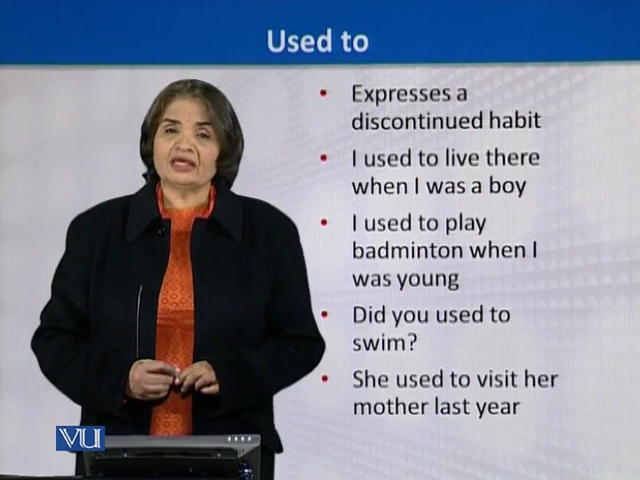 Used to
Expresses a
discontinued habit
I used to live there
when I was a boy
I used to play
badminton when I
was young
Did you used to
swim?
She used to visit her
mother last year
VU